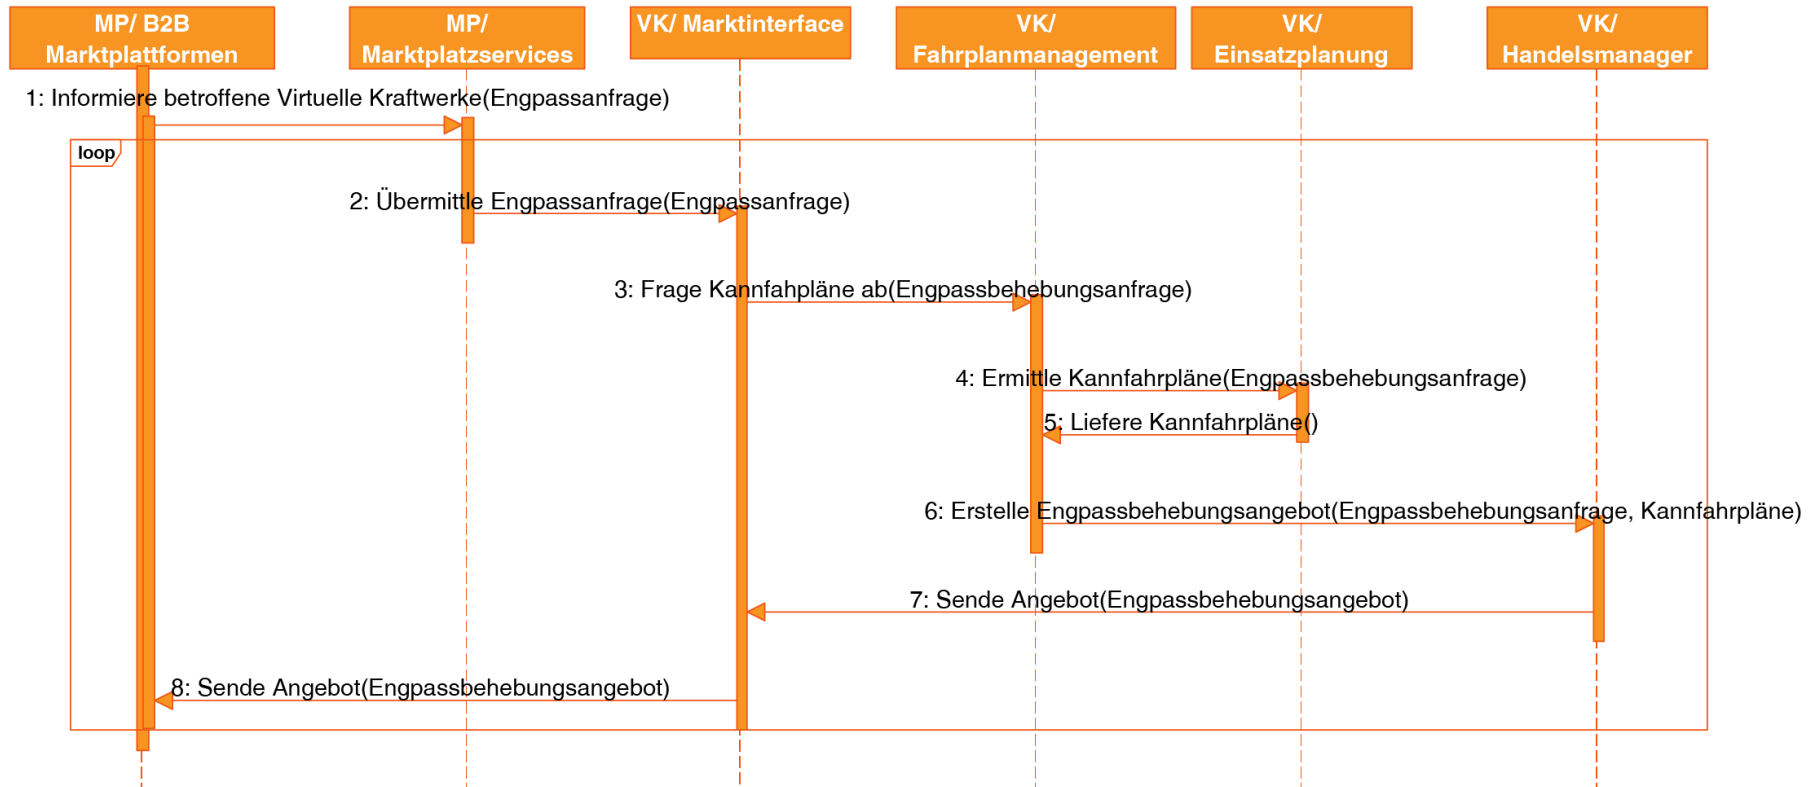 MP/ B2B
Marktplattformen
MP/
Marktplatzservices
VK/ Marktinterface
VK/
Fahrplanmanagement
VK/
Einsatzplanung
VK/
Handelsmanager
1: Informiere betroffene Virtuelle Kraftwerke(Engpassanfrage)
loop
2: Übermittle Engpassanfrage(Engpassanfrage)
3: Frage Kannfahpläne ab(Engpassbehebungsanfrage)
4: Ermittle Kannfahrpläne(Engpassbehebungsanfrage)
5: Liefere Kannfahrpläne()
6: Erstelle Engpassbehebungsangebot(Engpassbehebungsanfrage, Kannfahrpläne)
7: Sende Angebot(Engpassbehebungsangebot)
8: Sende Angebot(Engpassbehebungsangebot)